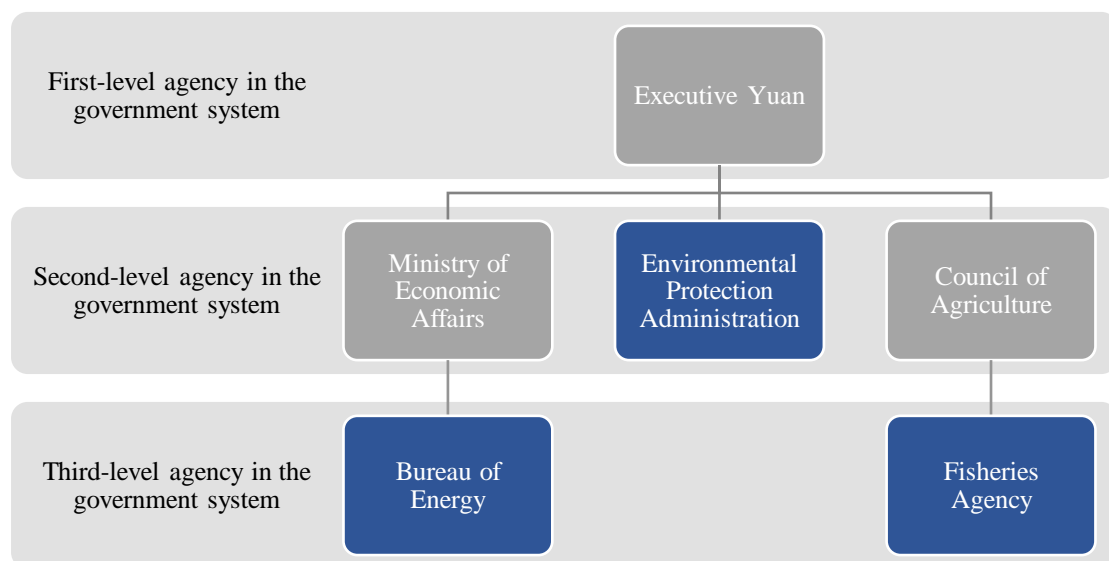 First-level agency in the
government system
Executive Yuan
Second-level agency in the
government system
Ministry of
Economic
Affairs
Environmental
Protection
Administration
Council of
Agriculture
Third-level agency in the
government system
Bureau of
Energy
Fisheries
Agency